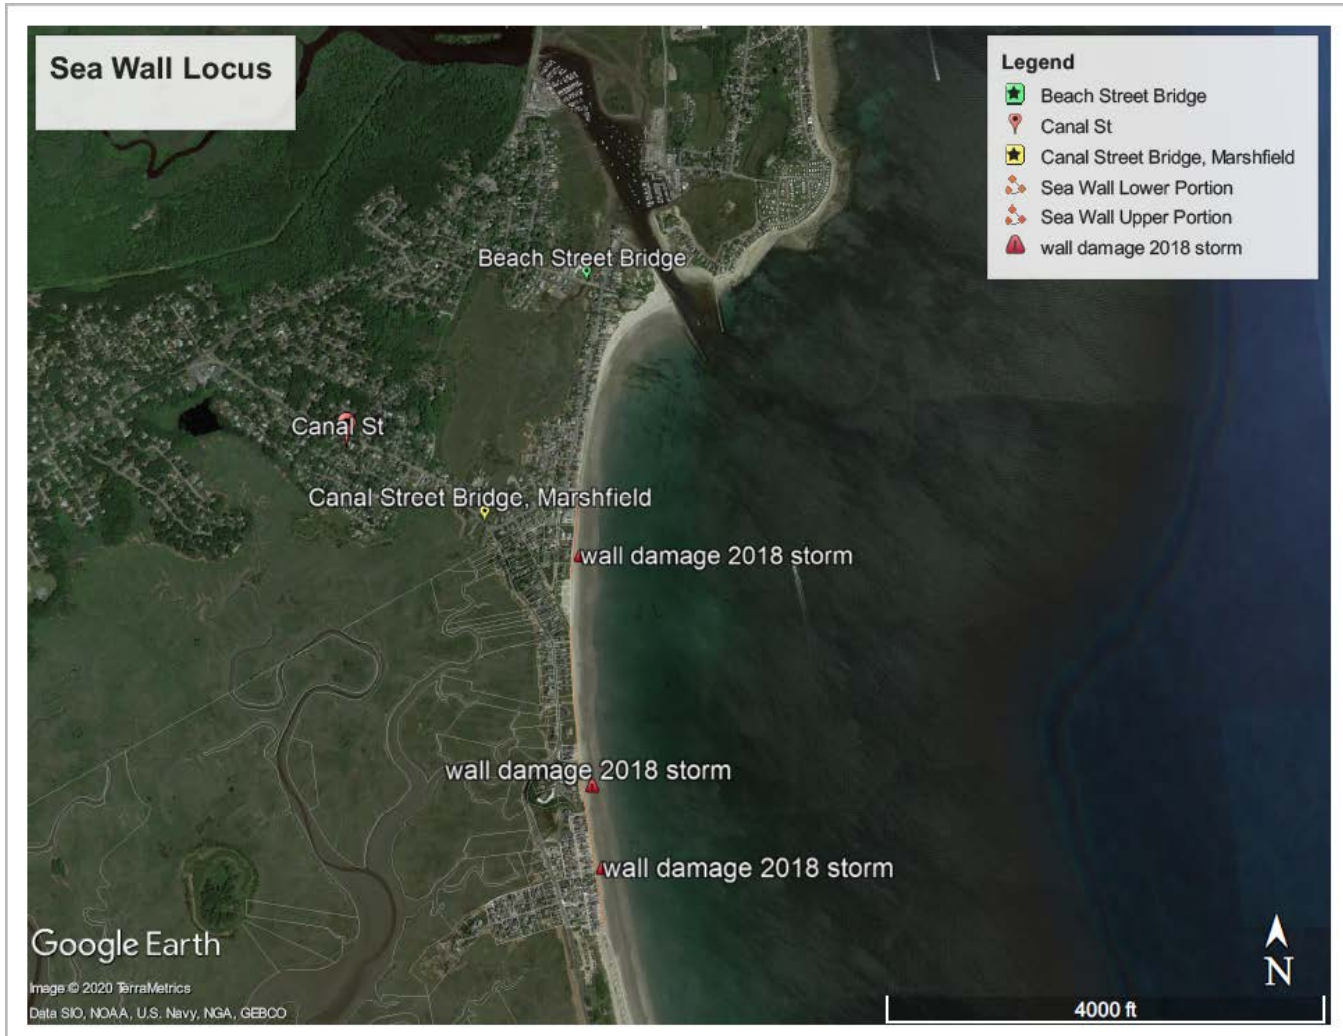 Sea Wall Locus
Legend
Beach Street Bridge
Canal St
Canal Street Bridge, Marshfield
Sea Wall Lower Portion
Sea Wall Upper Portion
wall damage 2018 storm
Beach Street Bridge
Canal St
Canal Street Bridge, Marshfield
wall damage 2018 storm
wall damage 2018 storm
wall damage 2018 storm
Google Earth
Image © 2020 TerraMetrics
Data SIO, NOAA, U.S. Navy, NGA, GEBCO
N
4000 ft